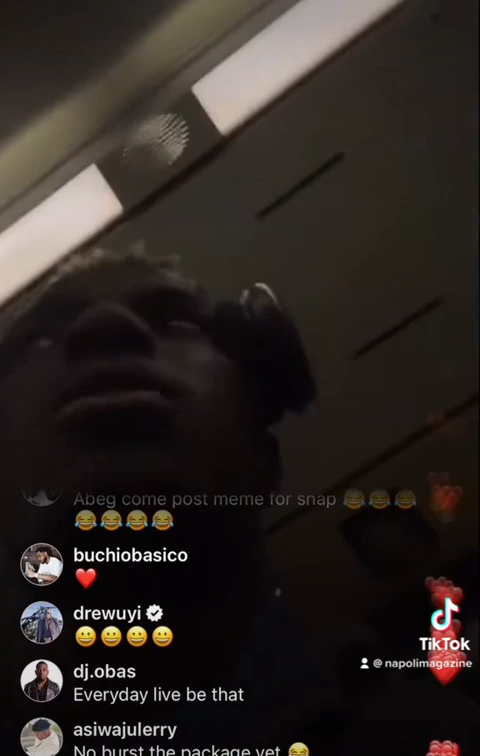 Abeg come post meme for snap 😂😂😂
😂😂😂😂
buchiobasico
❤️
drewuyi
😀😀😀😀
TikTok
@napolimagazine
dj.obas
Everyday live be that
asiwajulerry
No burst the package yet 😂